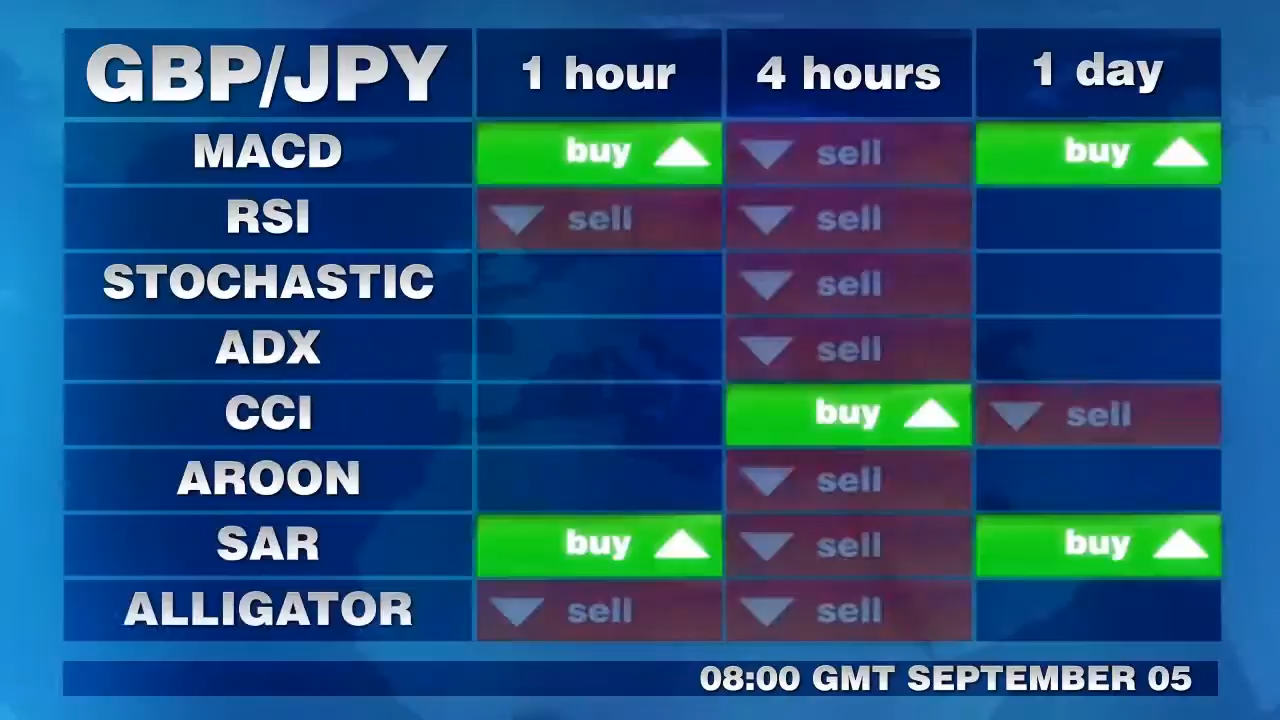 GBP/JPY 1 hour 4 hours 1 day
MACD buy sell buy
RSI sell sell
STOCHASTIC sell
ADX sell
CCI buy sell
AROON sell
SAR buy sell buy
ALLIGATOR sell sell
08:00 GMT SEPTEMBER 05